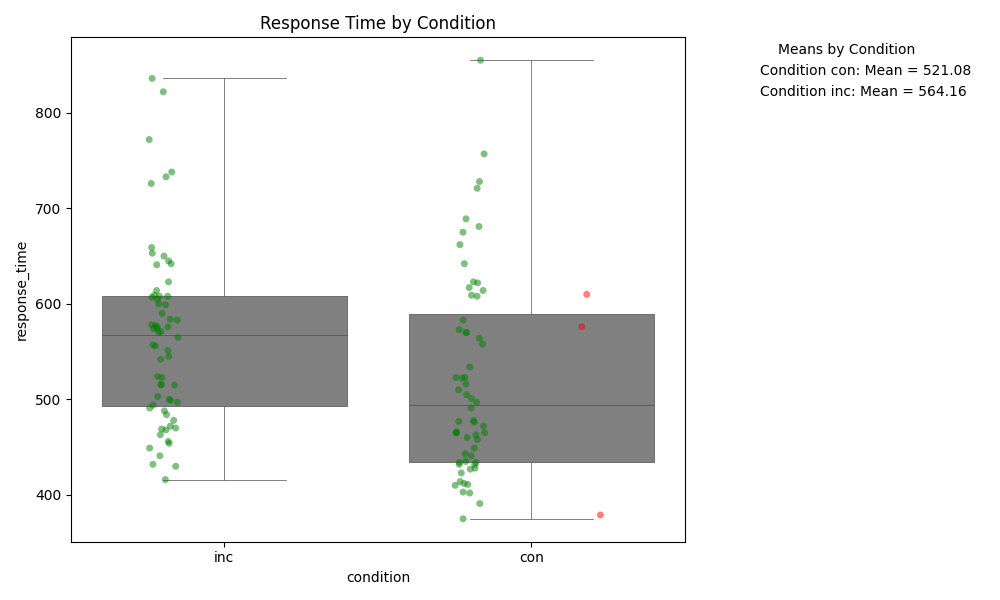 Response Time by Condition
Means by Condition
Condition con: Mean = 521.08
Condition inc: Mean = 564.16
response_time
800
700
600
500
400
inc
con
condition